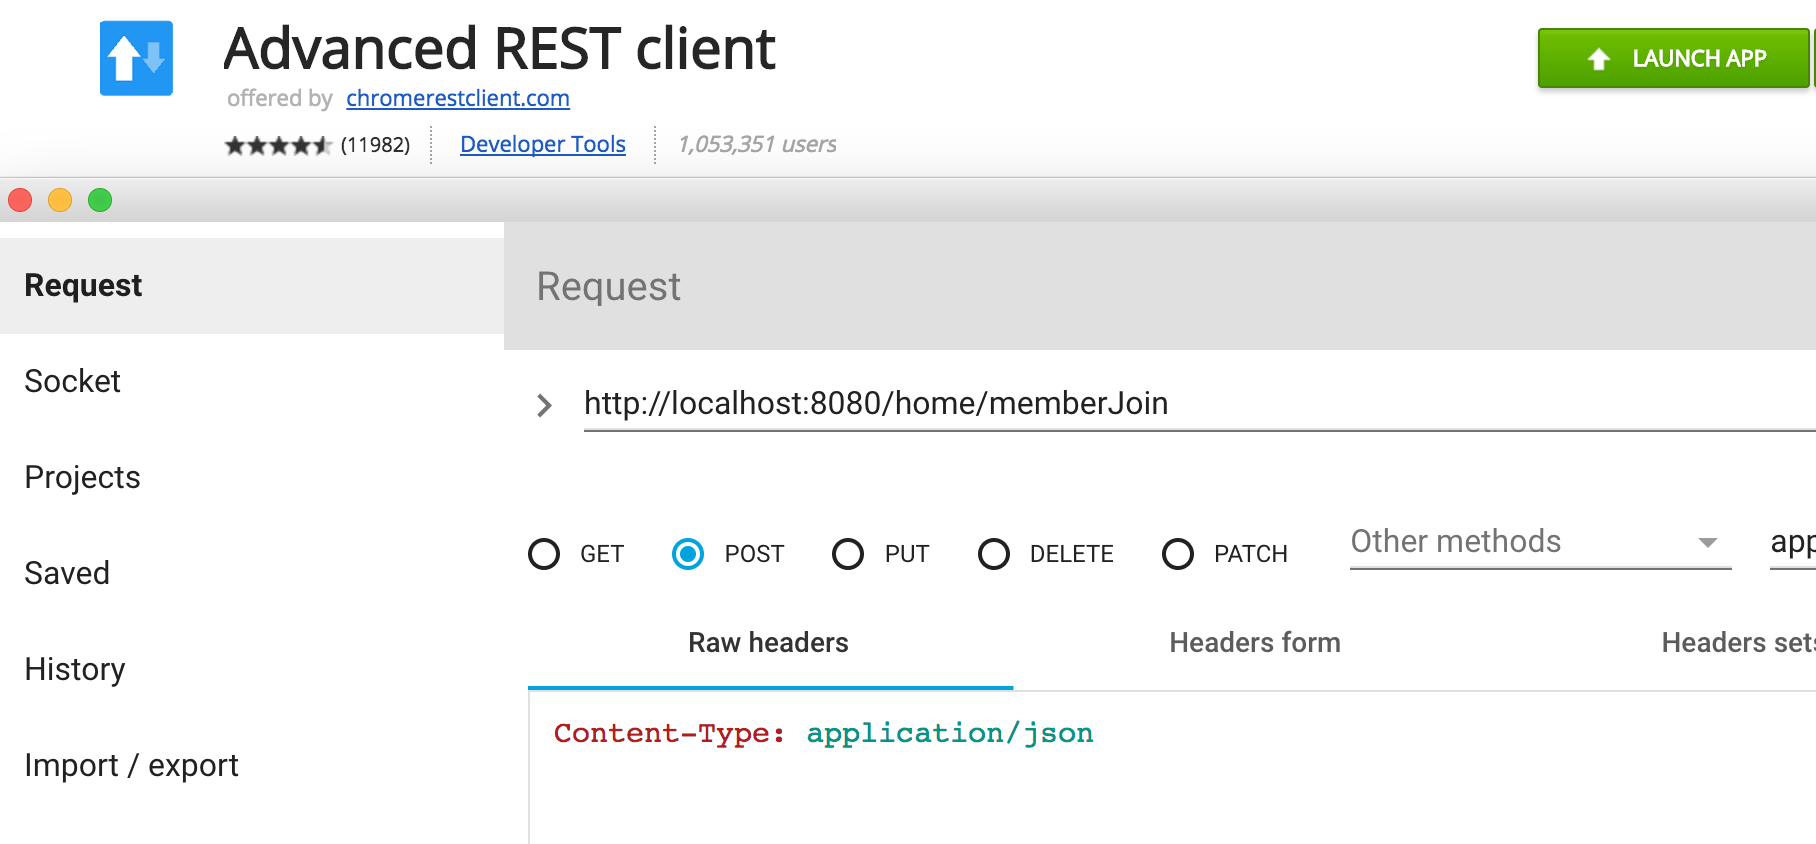 Advanced REST client
LAUNCH APP
offered by chromerestclient.com
(11982) Developer Tools 1,053,351 users
Request
Request
Socket
http://localhost:8080/home/memberJoin
Projects
GET POST PUT DELETE PATCH Other methods app
Saved
Raw headers Headers form Headers sets
History
Content-Type: application/json
Import / export